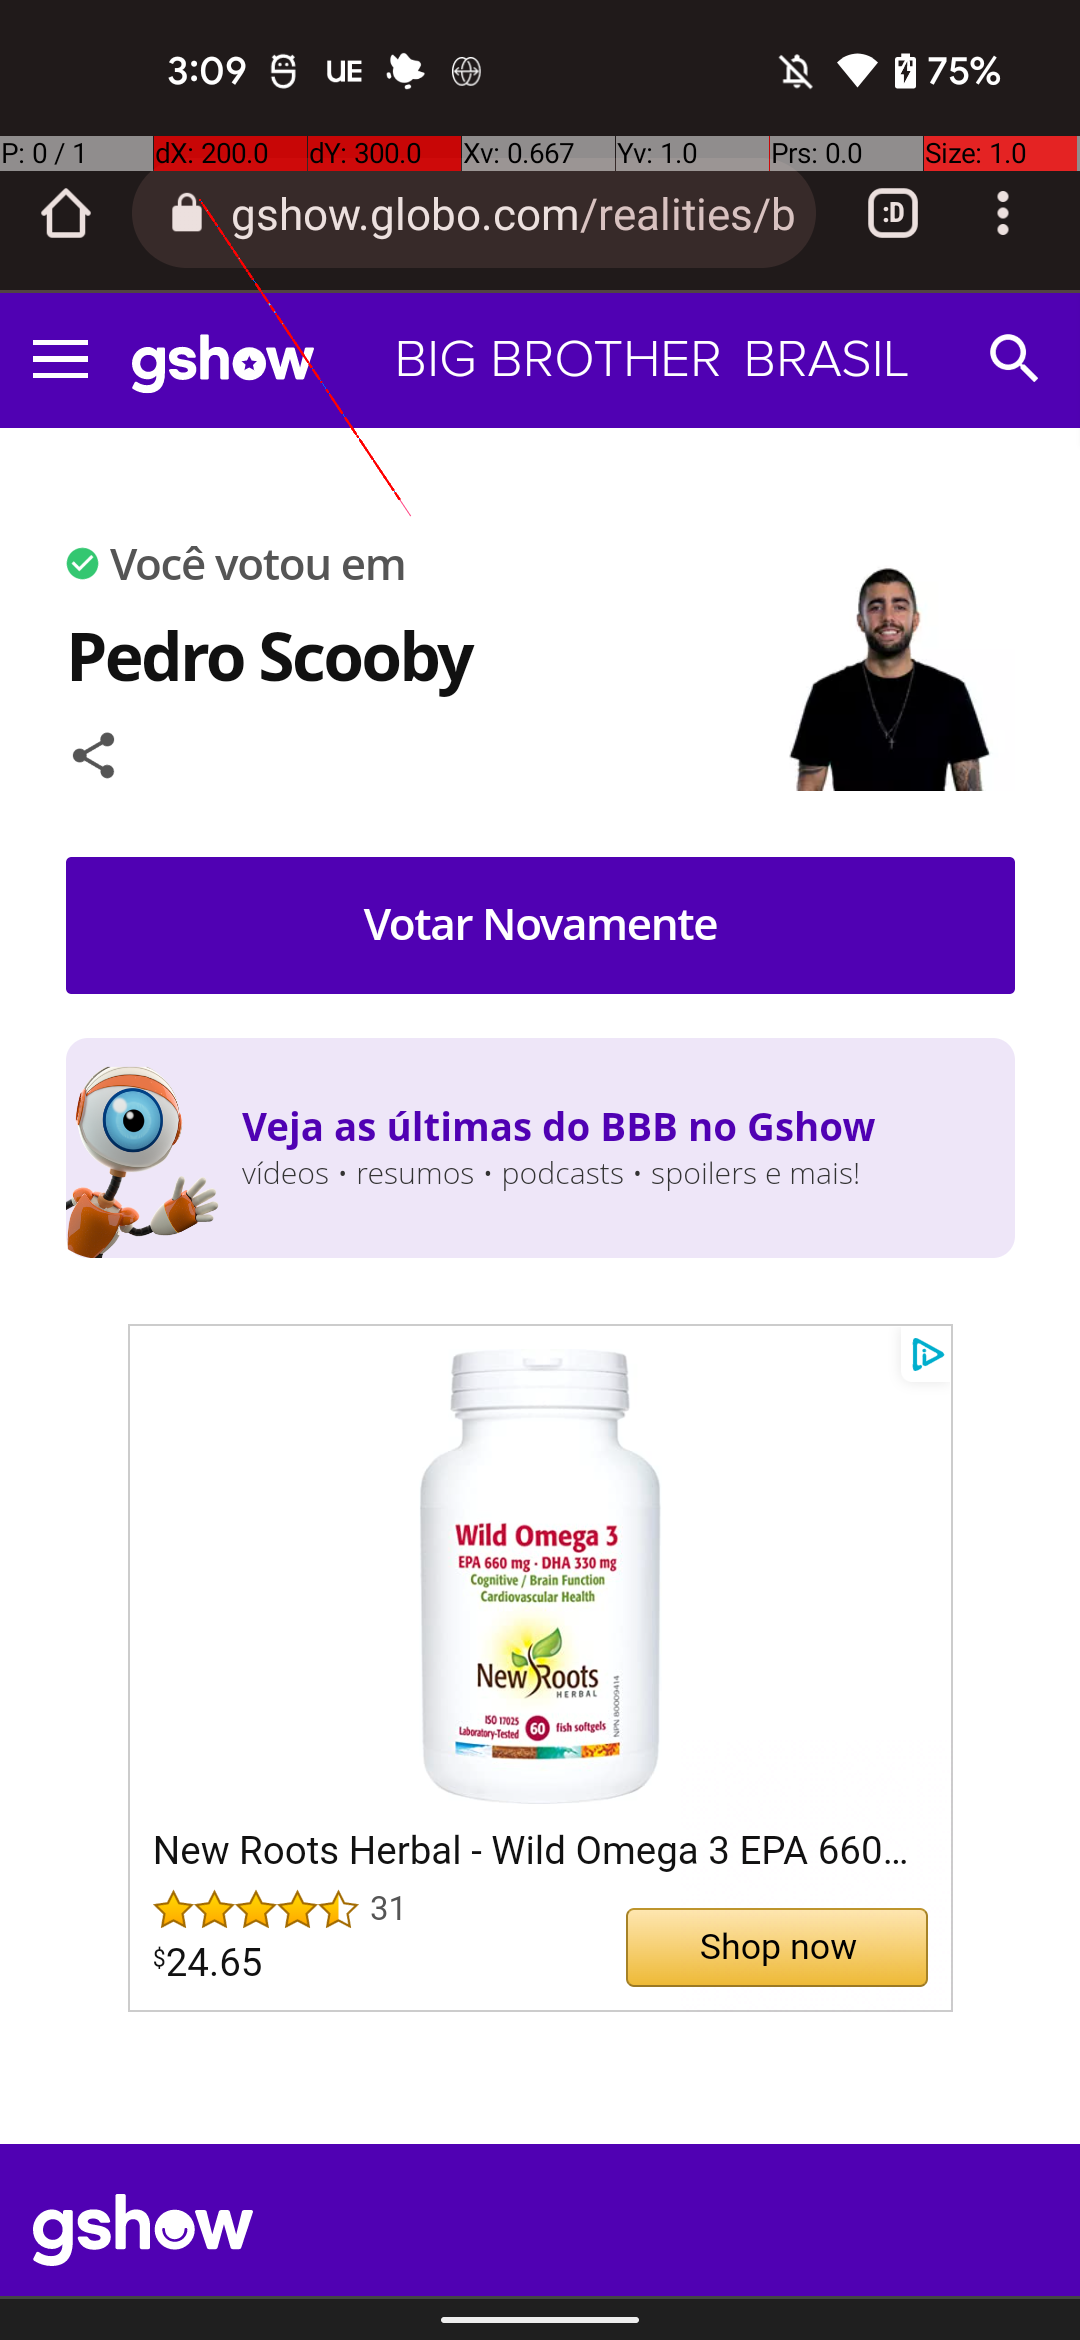 3:09 UE 75%
P: 0 / 1 dX: 200.0 dY: 300.0 Xv: 0.667 Yv: 1.0 Prs: 0.0 Size: 1.0
gshow.globo.com/realities/b :D
gshow BIG BROTHER BRASIL
Você votou em
Pedro Scooby
Votar Novamente
Veja as últimas do BBB no Gshow
vídeos • resumos • podcasts • spoilers e mais!
Wild Omega 3
EPA 660 mg · DHA 330 mg
Cognitive / Brain Function
Cardiovascular Health
New Roots
HERBAL
NPN 80009414
ISO 17025
Laboratory-Tested
60 fish softgels
New Roots Herbal - Wild Omega 3 EPA 660...
31
$24.65
Shop now
gshow